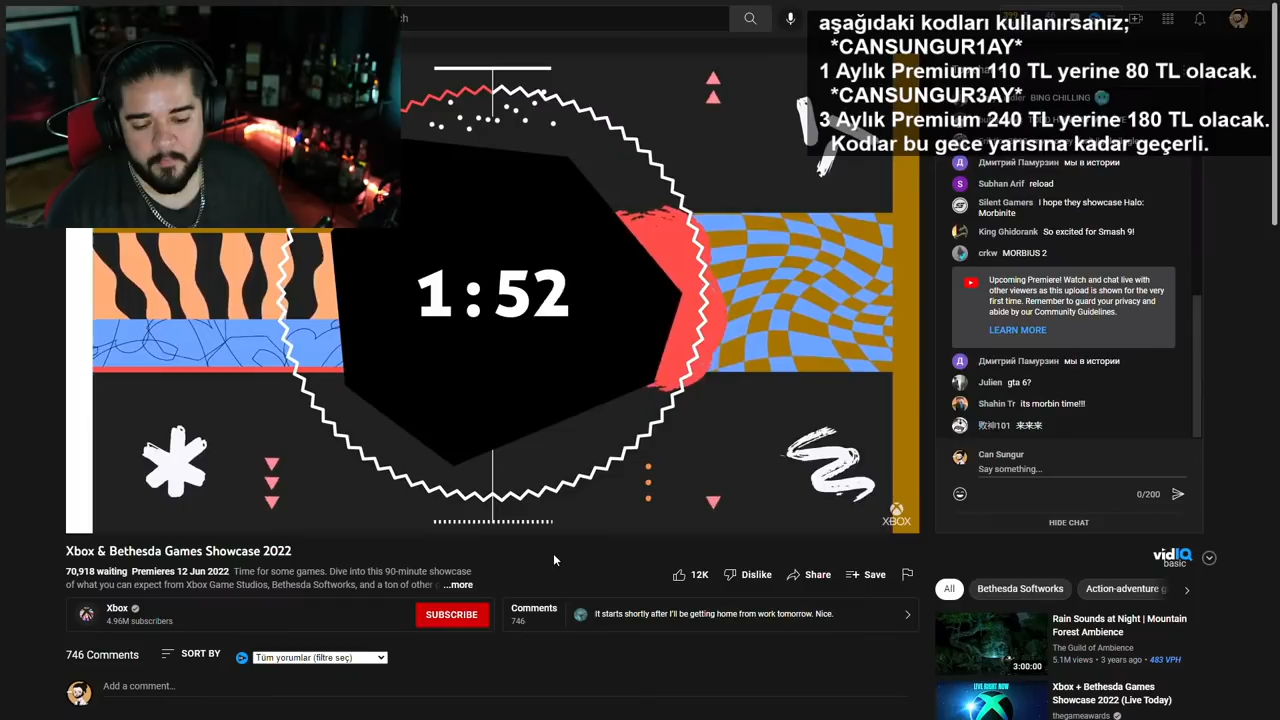 ch
aşağıdaki kodları kullanırsanız;
*CANSUNGUR1AY*
1 Aylık Premium 110 TL yerine 80 TL olacak.
*CANSUNGUR3AY*
3 Aylık Premium 240 TL yerine 180 TL olacak.
Kodlar bu gece yarısına kadar geçerli.
BING CHILLING
Д Дмитрий Памурзин мы в истории
S Subhan Arif reload
Silent Gamers I hope they showcase Halo:
Morbinite
King Ghidorank So excited for Smash 9!
crkw MORBIUS 2
Upcoming Premiere! Watch and chat live with
other viewers as this upload is shown for the very
first time. Remember to guard your privacy and
abide by our Community Guidelines.
LEARN MORE
Д Дмитрий Памурзин мы в истории
Julien gta 6?
Shahin Tr its morbin time!!!
败神101 来来来
Can Sungur
Say something...
0/200
HIDE CHAT
1:52
XBOX
Xbox & Bethesda Games Showcase 2022
70,918 waiting Premieres 12 Jun 2022 Time for some games. Dive into this 90-minute showcase
of what you can expect from Xbox Game Studios, Bethesda Softworks, and a ton of other ...more
12K Dislike Share Save
Xbox
4.96M subscribers
SUBSCRIBE
Comments
746
It starts shortly after I'll be getting home from work tomorrow. Nice.
746 Comments SORT BY Tüm yorumlar (filtre seç)
Add a comment...
vidIQ
basic
All Bethesda Softworks Action-adventure g
Rain Sounds at Night | Mountain
Forest Ambience
The Guild of Ambience
5.1M views • 3 years ago • 483 VPH
3:00:00
LIVE RIGHT NOW
Xbox + Bethesda Games
Showcase 2022 (Live Today)
thegameawards